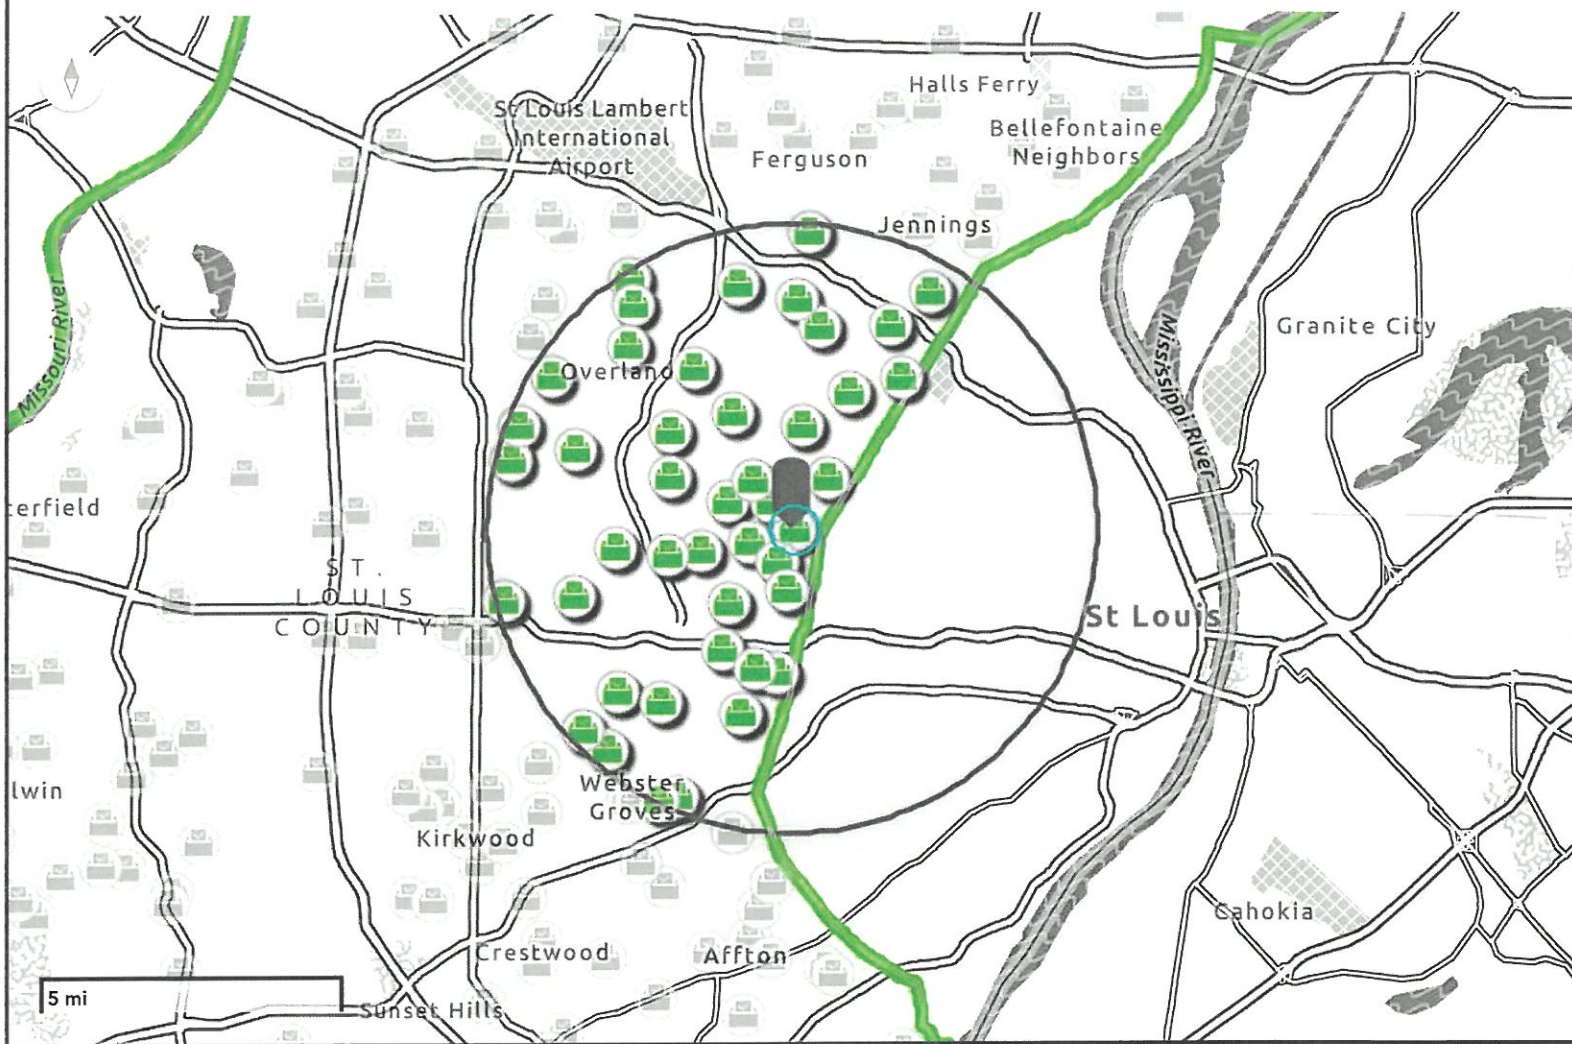 Halls Ferry
St Louis Lambert
International
Airport
Bellefontaine
Neighbors
Ferguson
Jennings
Missouri River
Mississippi River
Granite City
Overland
terfield
ST.
LOUIS
COUNTY
St Louis
lwin
Webster
Groves
Kirkwood
Cahokia
Crestwood
Affton
5 mi
Sunset Hills